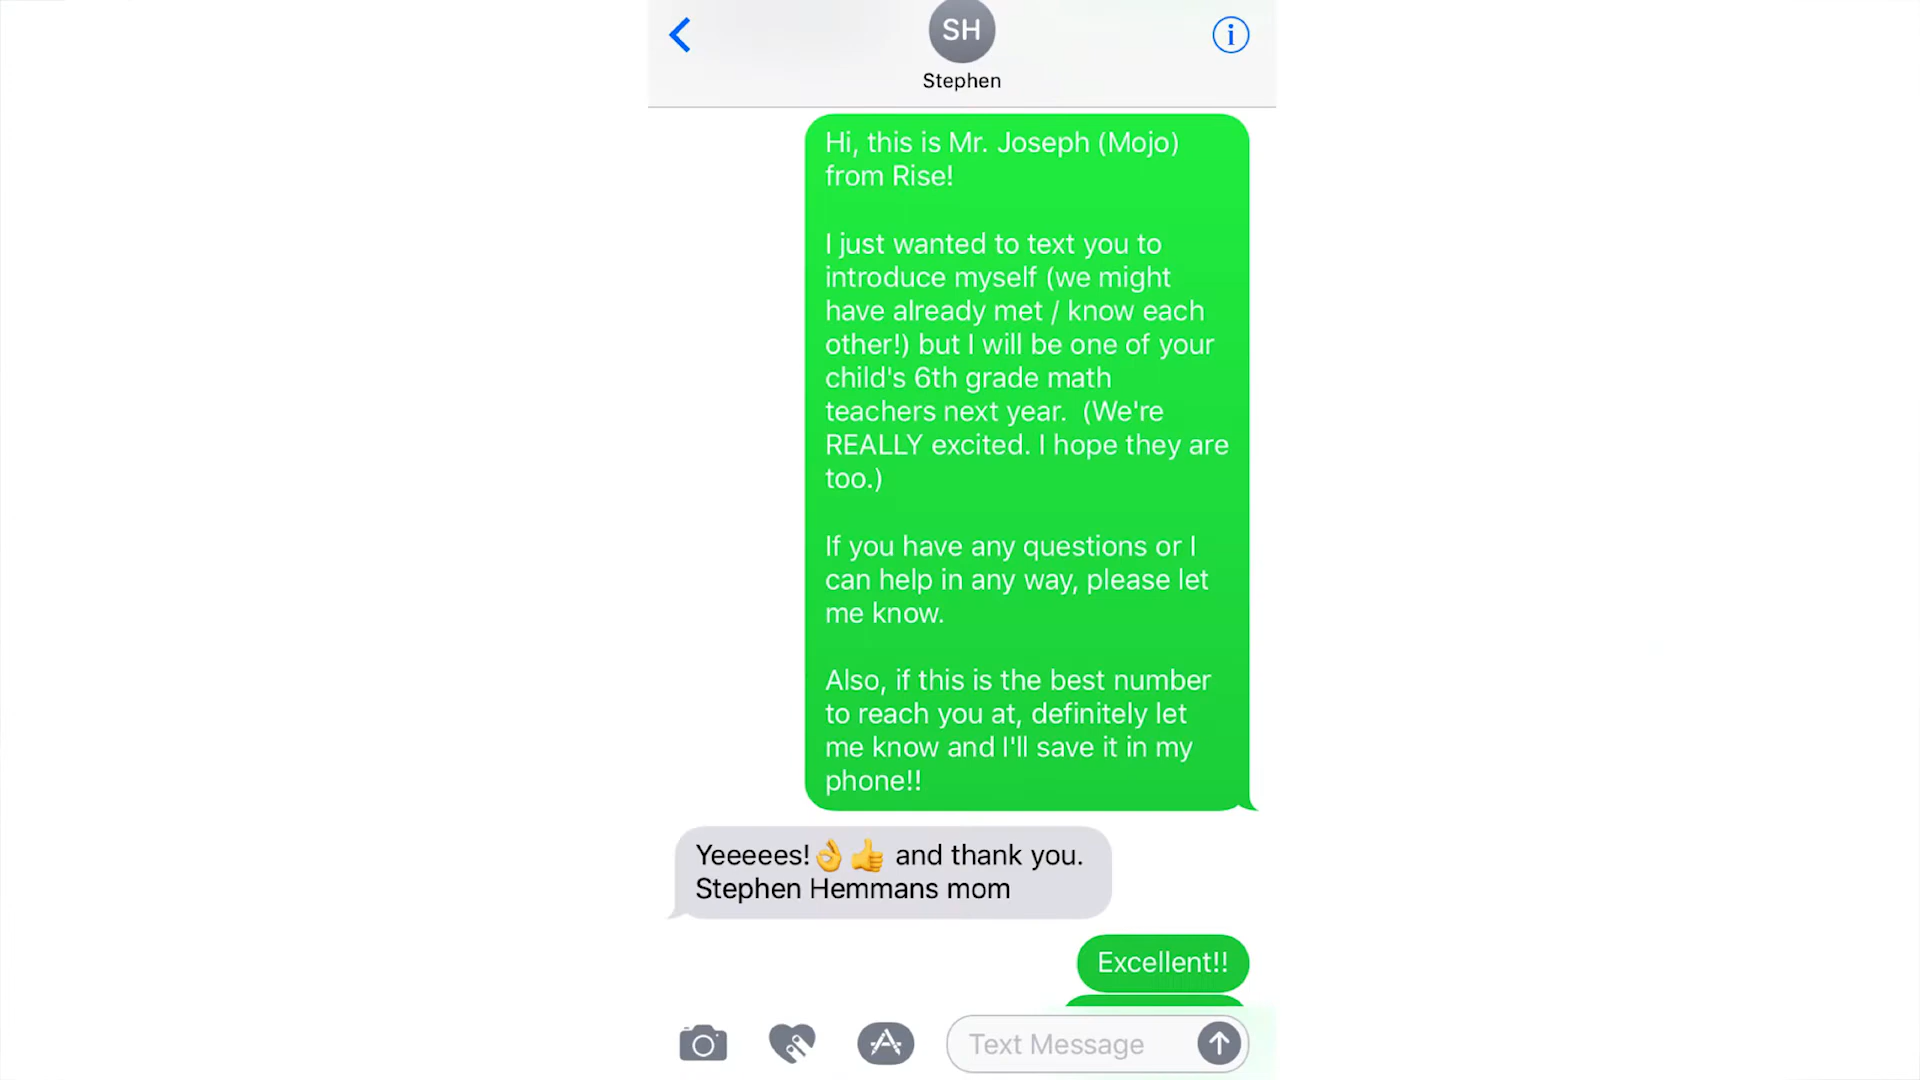 SH
Stephen
Hi, this is Mr. Joseph (Mojo)
from Rise!
I just wanted to text you to
introduce myself (we might
have already met / know each
other!) but I will be one of your
child's 6th grade math
teachers next year.  (We're
REALLY excited. I hope they are
too.)
If you have any questions or I
can help in any way, please let
me know.
Also, if this is the best number
to reach you at, definitely let
me know and I'll save it in my
phone!!
Yeeeees!👌👍 and thank you.
Stephen Hemmans mom
Excellent!!
Text Message